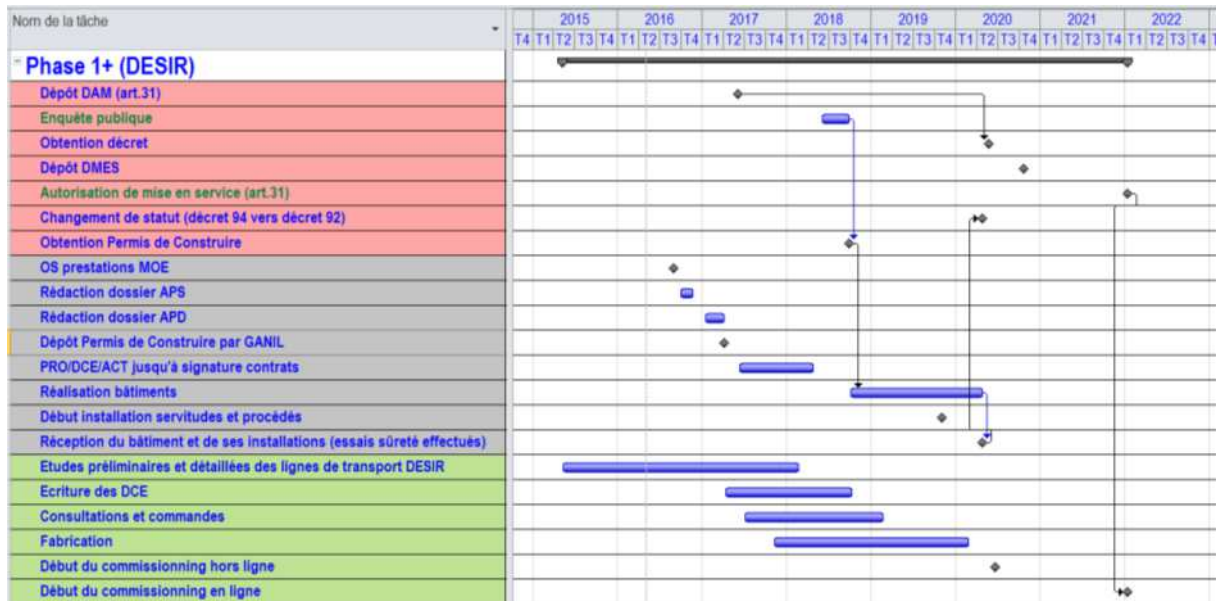 Nom de la tâche
2015 2016 2017 2018 2019 2020 2021 2022
T4 T1 T2 T3 T4 T1 T2 T3 T4 T1 T2 T3 T4 T1 T2 T3 T4 T1 T2 T3 T4 T1 T2 T3 T4 T1 T2 T3 T4 T1 T2 T3 T4
Phase 1+ (DESIR)
Dépôt DAM (art.31)
Enquête publique
Obtention décret
Dépôt DMES
Autorisation de mise en service (art.31)
Changement de statut (décret 94 vers décret 92)
Obtention Permis de Construire
OS prestations MOE
Rédaction dossier APS
Rédaction dossier APD
Dépôt Permis de Construire par GANIL
PRO/DCE/ACT jusqu'à signature contrats
Réalisation bâtiments
Début installation servitudes et procédés
Réception du bâtiment et de ses installations (essais sûreté effectués)
Etudes préliminaires et détaillées des lignes de transport DESIR
Ecriture des DCE
Consultations et commandes
Fabrication
Début du commissionning hors ligne
Début du commissionning en ligne